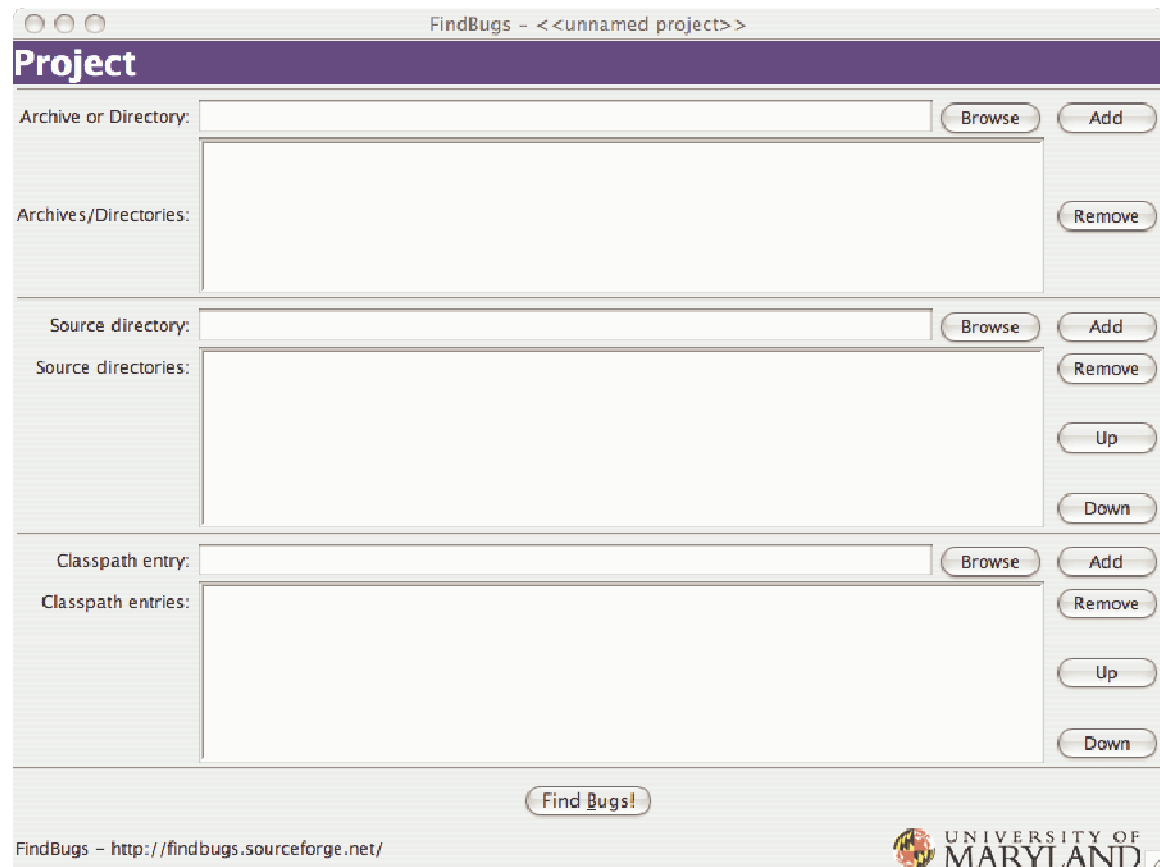 FindBugs - <<unnamed project>>
Project
Archive or Directory: Browse Add
Archives/Directories: Remove
Source directory: Browse Add
Source directories: Remove
Up
Down
Classpath entry: Browse Add
Classpath entries: Remove
Up
Down
Find Bugs!
FindBugs - http://findbugs.sourceforge.net/
UNIVERSITY OF
MARYLAND